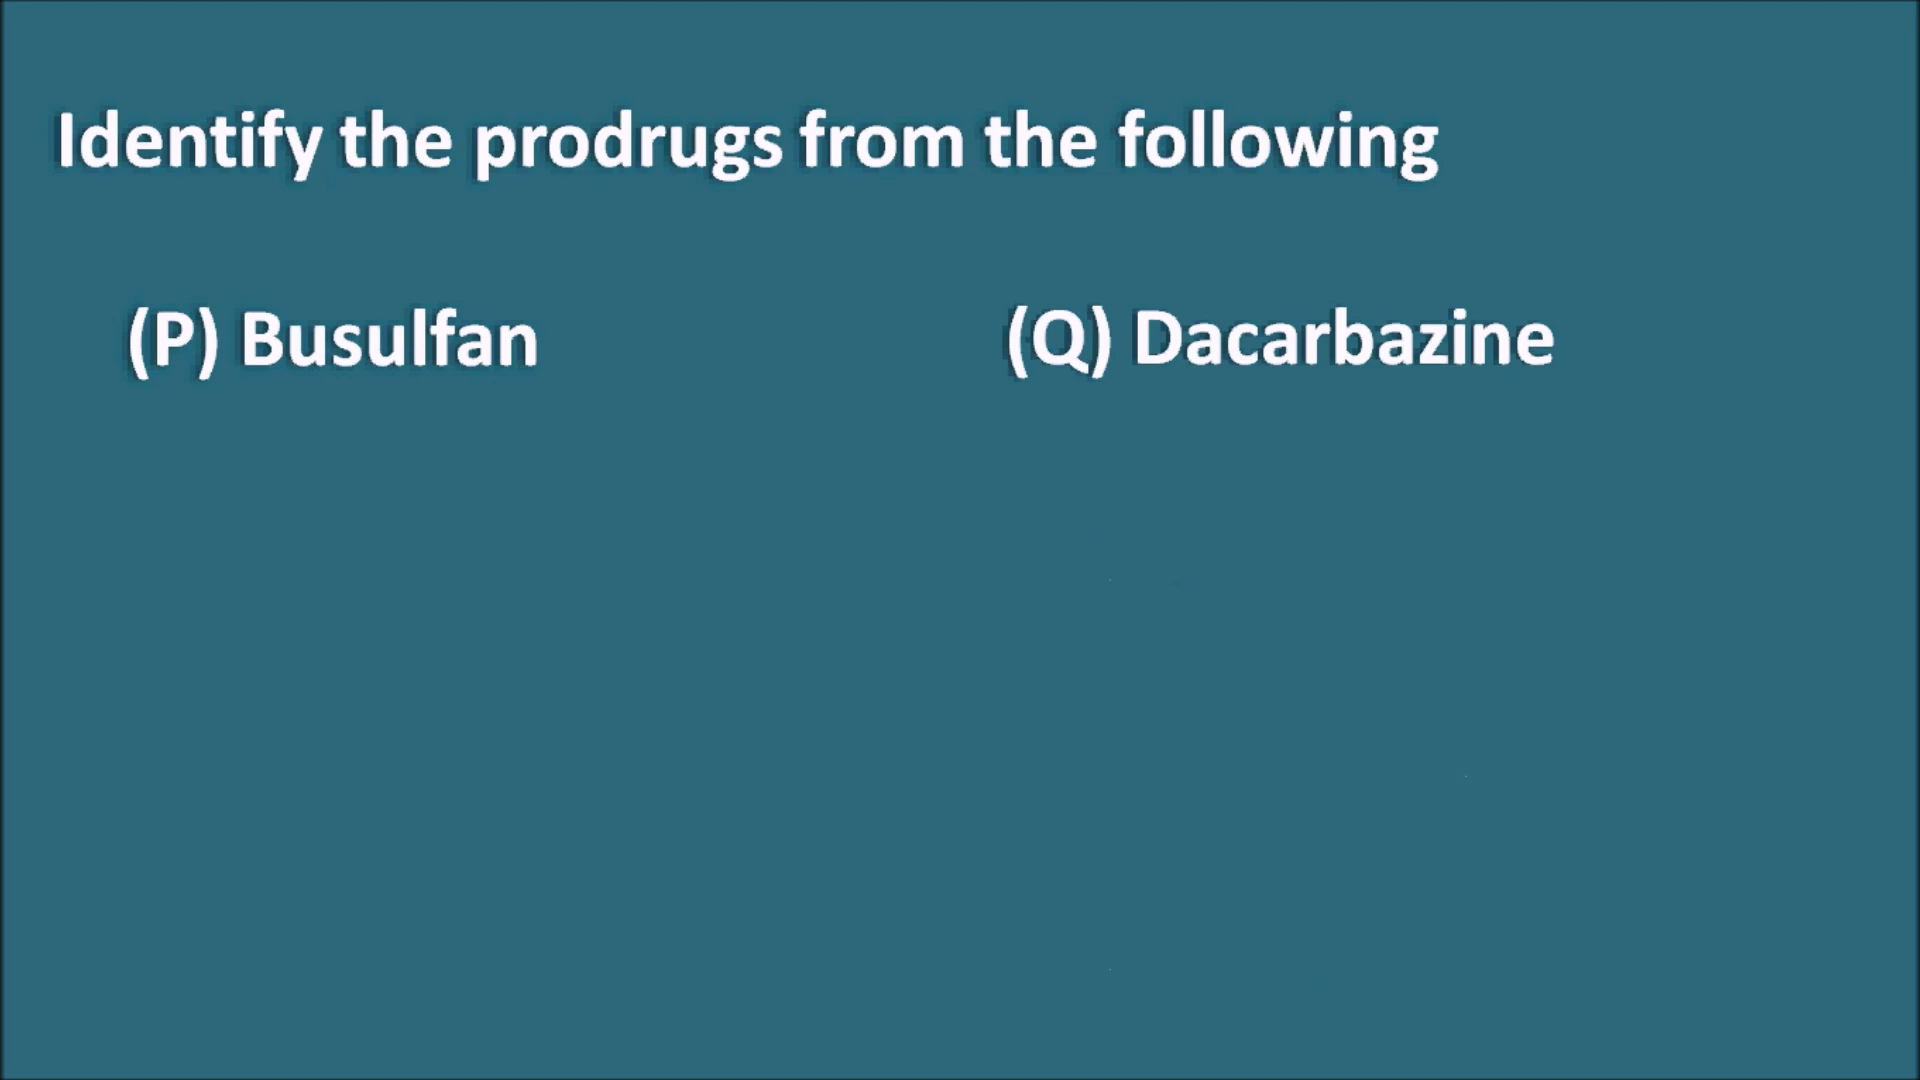 Identify the prodrugs from the following
(P) Busulfan (Q) Dacarbazine